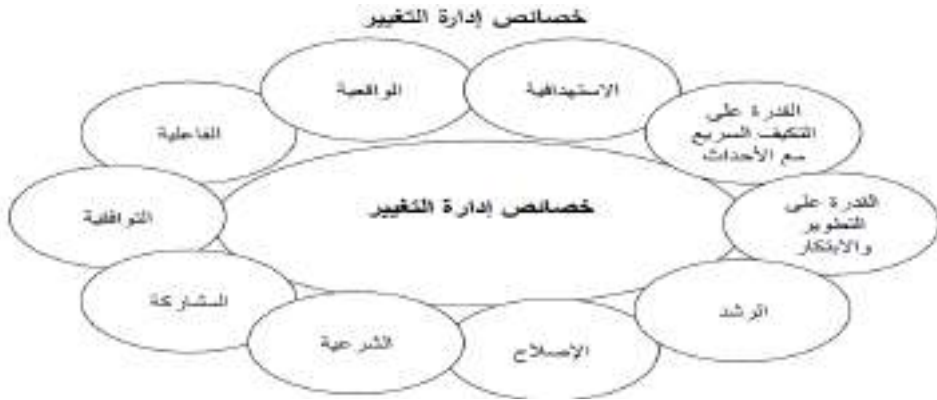 خصائص إدارة التغيير
الاستهدافية
الواقعية
الفاعلية
التوافقية
المشاركة
الشرعية
الإصلاح
الرشد
القدرة على
التطوير
والابتكار
القدرة على
التكيف السريع
مع الأحداث
خصائص إدارة التغيير